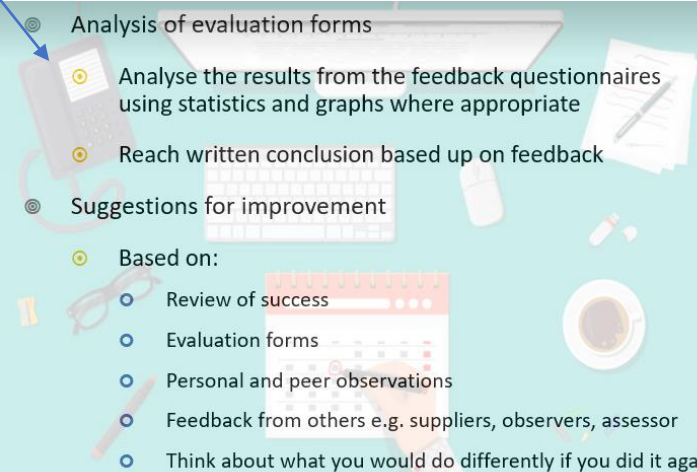 Analysis of evaluation forms
Analyse the results from the feedback questionnaires
using statistics and graphs where appropriate
Reach written conclusion based up on feedback
Suggestions for improvement
Based on:
Review of success
Evaluation forms
Personal and peer observations
Feedback from others e.g. suppliers, observers, assessor
Think about what you would do differently if you did it aga